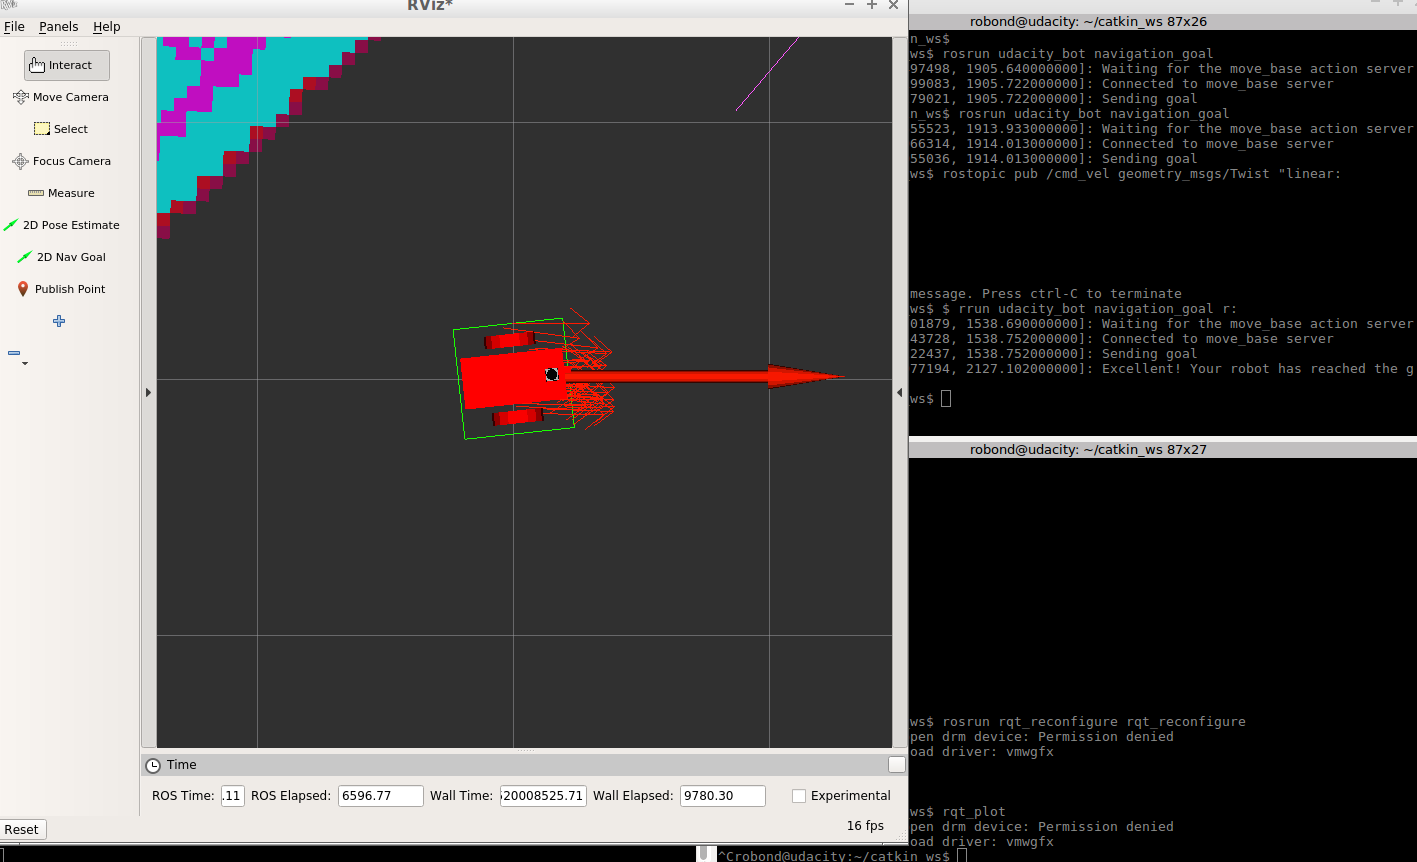 RViz*
File Panels Help
Interact
Move Camera
Select
Focus Camera
Measure
2D Pose Estimate
2D Nav Goal
Publish Point
Time
ROS Time: .11 ROS Elapsed: 6596.77 Wall Time: 520008525.71 Wall Elapsed: 9780.30 Experimental
Reset
16 fps
robond@udacity: ~/catkin_ws 87x26
n_ws$
ws$ rosrun udacity_bot navigation_goal
97498, 1905.640000000]: Waiting for the move_base action server
99083, 1905.722000000]: Connected to move_base server
79021, 1905.722000000]: Sending goal
n_ws$ rosrun udacity_bot navigation_goal
55523, 1913.933000000]: Waiting for the move_base action server
66314, 1914.013000000]: Connected to move_base server
55036, 1914.013000000]: Sending goal
ws$ rostopic pub /cmd_vel geometry_msgs/Twist "linear:
message. Press ctrl-C to terminate
ws$ $ rrun udacity_bot navigation_goal r:
01879, 1538.690000000]: Waiting for the move_base action server
43728, 1538.752000000]: Connected to move_base server
22437, 1538.752000000]: Sending goal
77194, 2127.102000000]: Excellent! Your robot has reached the g
ws$
robond@udacity: ~/catkin_ws 87x27
ws$ rosrun rqt_reconfigure rqt_reconfigure
pen drm device: Permission denied
oad driver: vmwgfx
ws$ rqt_plot
pen drm device: Permission denied
oad driver: vmwgfx
^Crobond@udacity:~/catkin_ws$